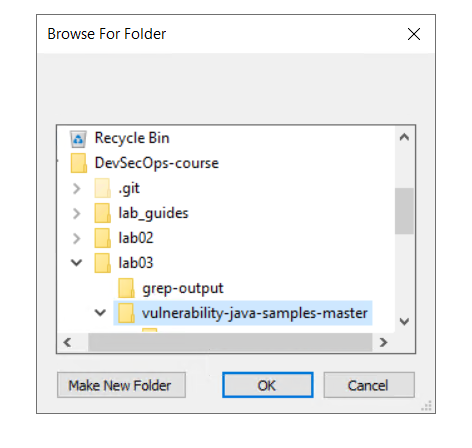 Browse For Folder
Recycle Bin
DevSecOps-course
.git
lab_guides
lab02
lab03
grep-output
vulnerability-java-samples-master
Make New Folder
OK
Cancel